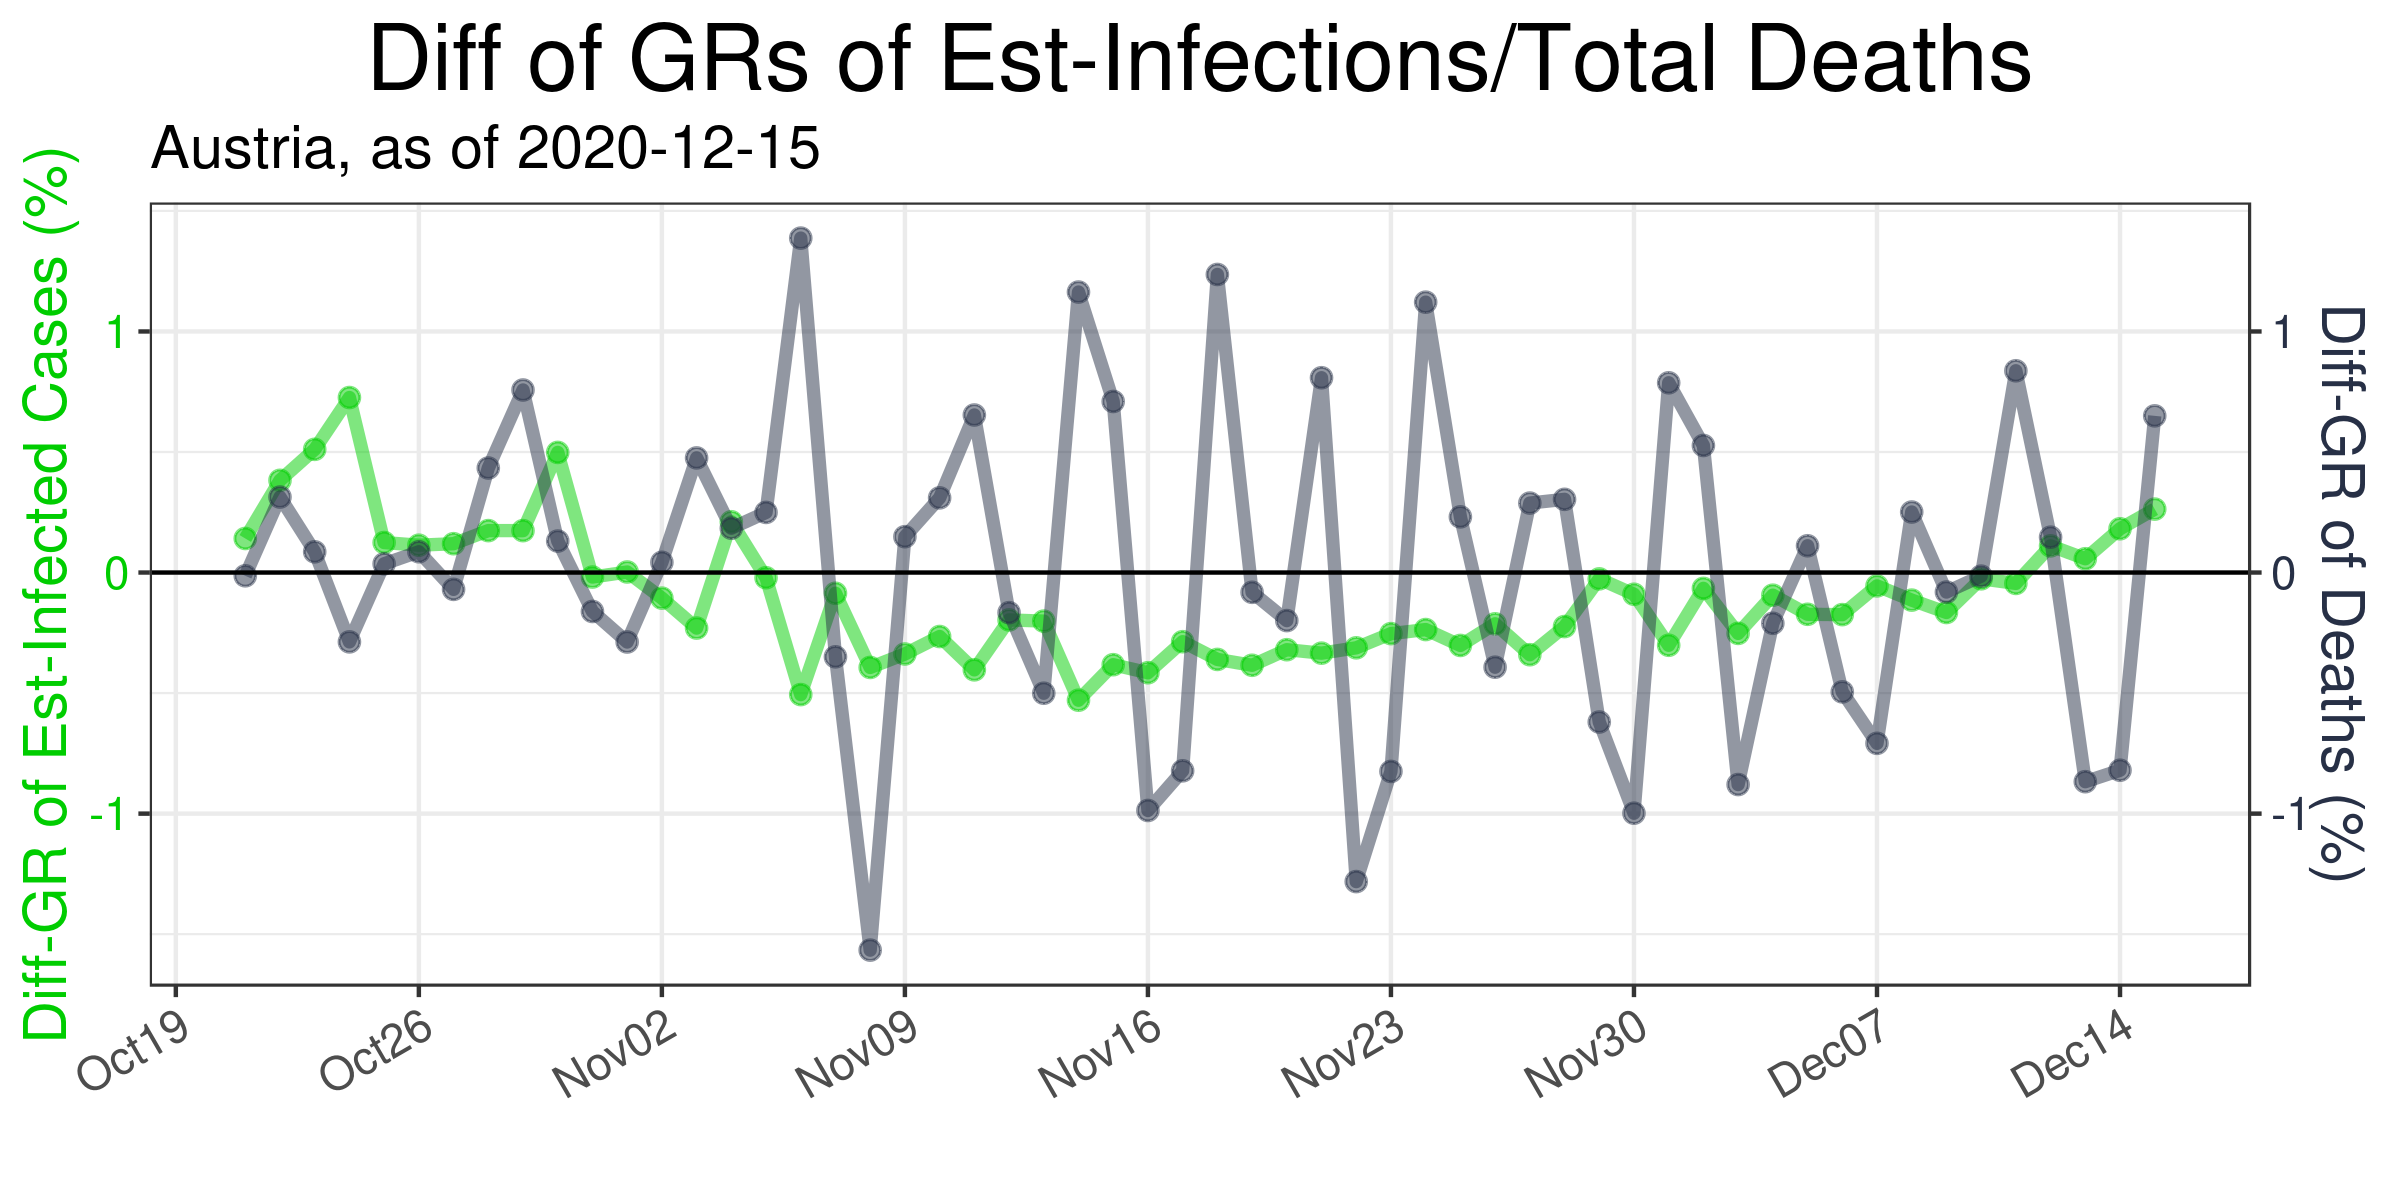 Diff of GRs of Est-Infections/Total Deaths
Austria, as of 2020-12-15
Diff-GR of Est-Infected Cases (%)
1
0
-1
1
0
-1
Diff-GR of Deaths (%)
Oct19
Oct26
Nov02
Nov09
Nov16
Nov23
Nov30
Dec07
Dec14